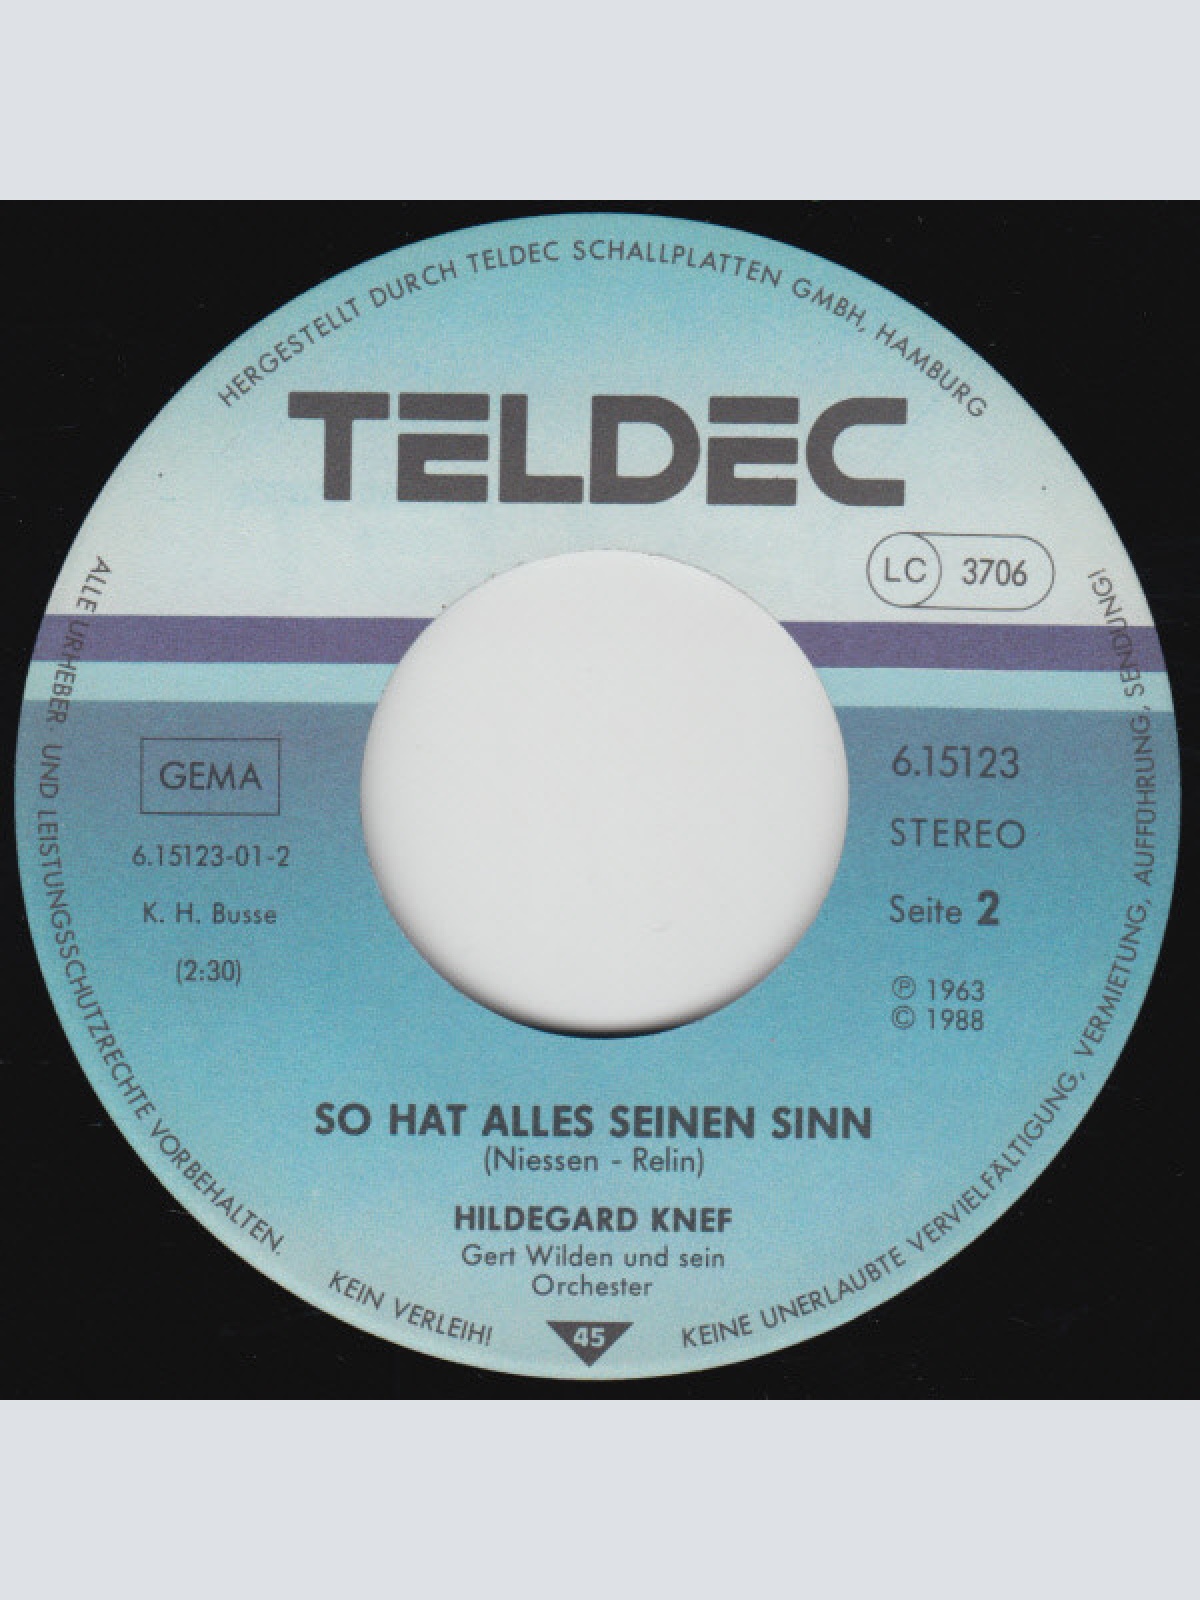 HERGESTELLT DURCH TELDEC SCHALLPLATTEN GMBH, HAMBURG
TELDEC
LC 3706
GEMA
6.15123-01-2
K. H. Busse
(2:30)
6.15123
STEREO
Seite 2
℗ 1963
© 1988
SO HAT ALLES SEINEN SINN
(Niessen - Relin)
HILDEGARD KNEF
Gert Wilden und sein
Orchester
45
ALLE URHEBER- UND LEISTUNGSSCHUTZRECHTE VORBEHALTEN.
KEIN VERLEIH!
KEINE UNERLAUBTE VERVIELFÄLTIGUNG, VERMIETUNG, AUFFÜHRUNG, SENDUNG!